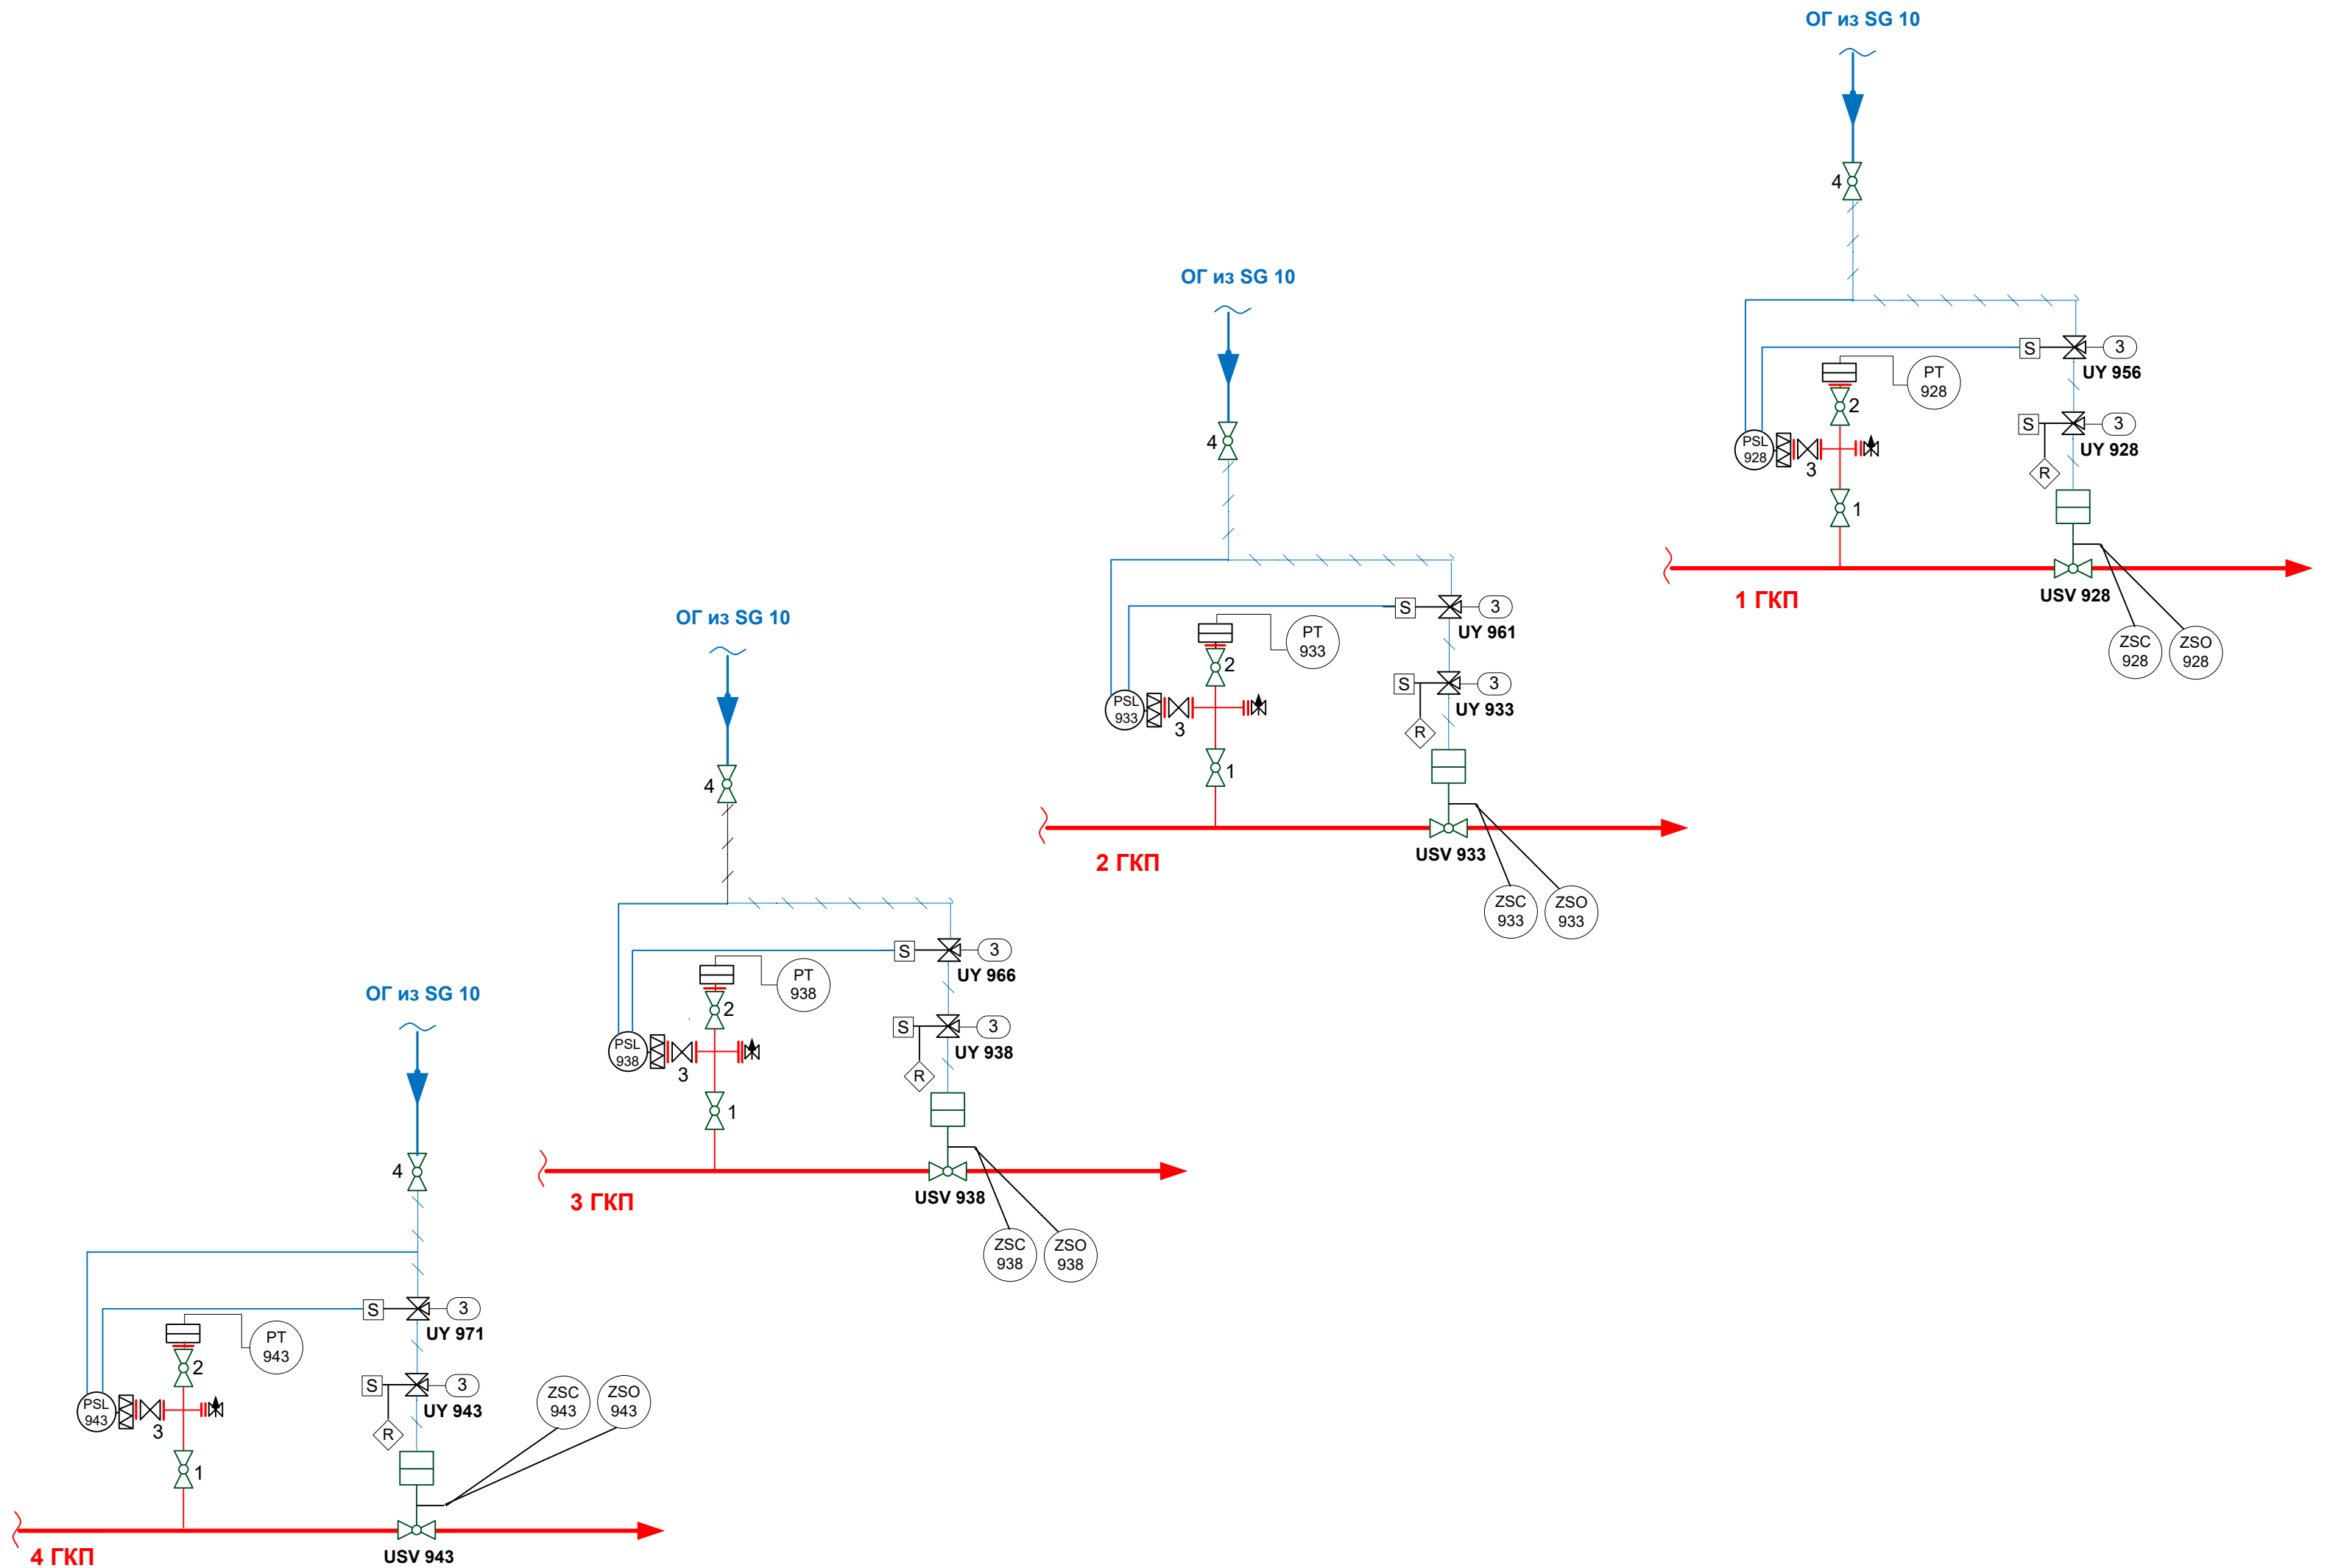 ОГ из SG 10
4
S
3
UY 956
PT
928
2
S
3
UY 928
PSL
928
3
R
1
1 ГКП
USV 928
ZSC
928
ZSO
928
ОГ из SG 10
4
S
3
UY 961
PT
933
2
S
3
UY 933
PSL
933
3
R
1
2 ГКП
USV 933
ZSC
933
ZSO
933
ОГ из SG 10
4
S
3
UY 966
PT
938
2
S
3
UY 938
PSL
938
3
R
1
3 ГКП
USV 938
ZSC
938
ZSO
938
ОГ из SG 10
4
S
3
UY 971
PT
943
2
S
3
UY 943
PSL
943
3
R
1
ZSC
943
ZSO
943
4 ГКП
USV 943